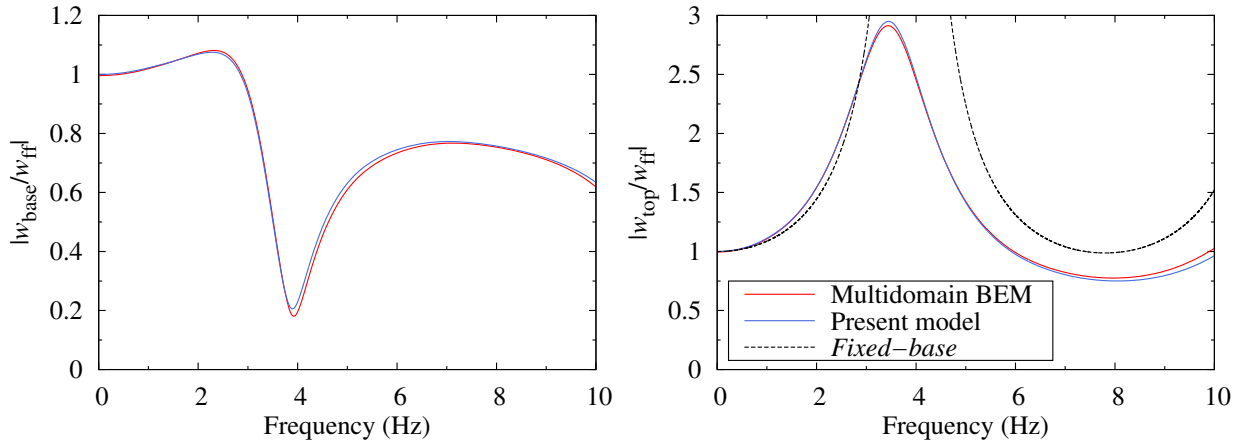 1.2
1
0.8
0.6
0.4
0.2
0
|w_base/w_ff|
0 2 4 6 8 10
Frequency (Hz)
3
2.5
2
1.5
1
0.5
0
|w_top/w_ff|
Multidomain BEM
Present model
Fixed−base
0 2 4 6 8 10
Frequency (Hz)